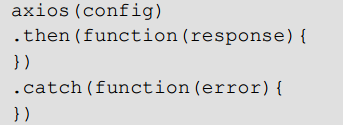 axios(config)
.then(function(response){
})
.catch(function(error){
})